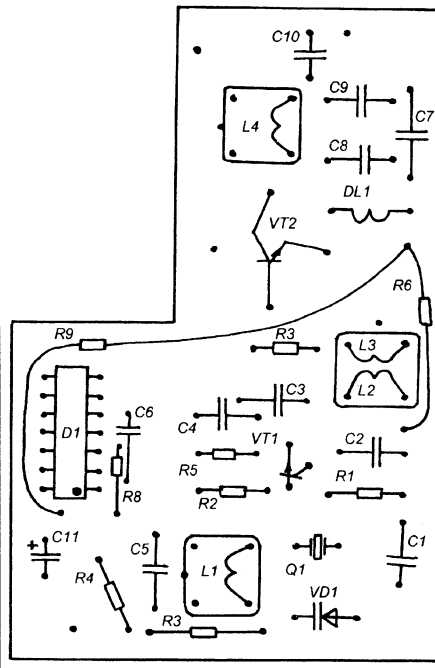 C10
C9
C7
L4
C8
DL1
VT2
R6
R9
R3
L3
L2
C3
C6
D1
C4
VT1
C2
R5
R8
R2
R1
C11
+
C5
C1
L1
Q1
R4
VD1
R3